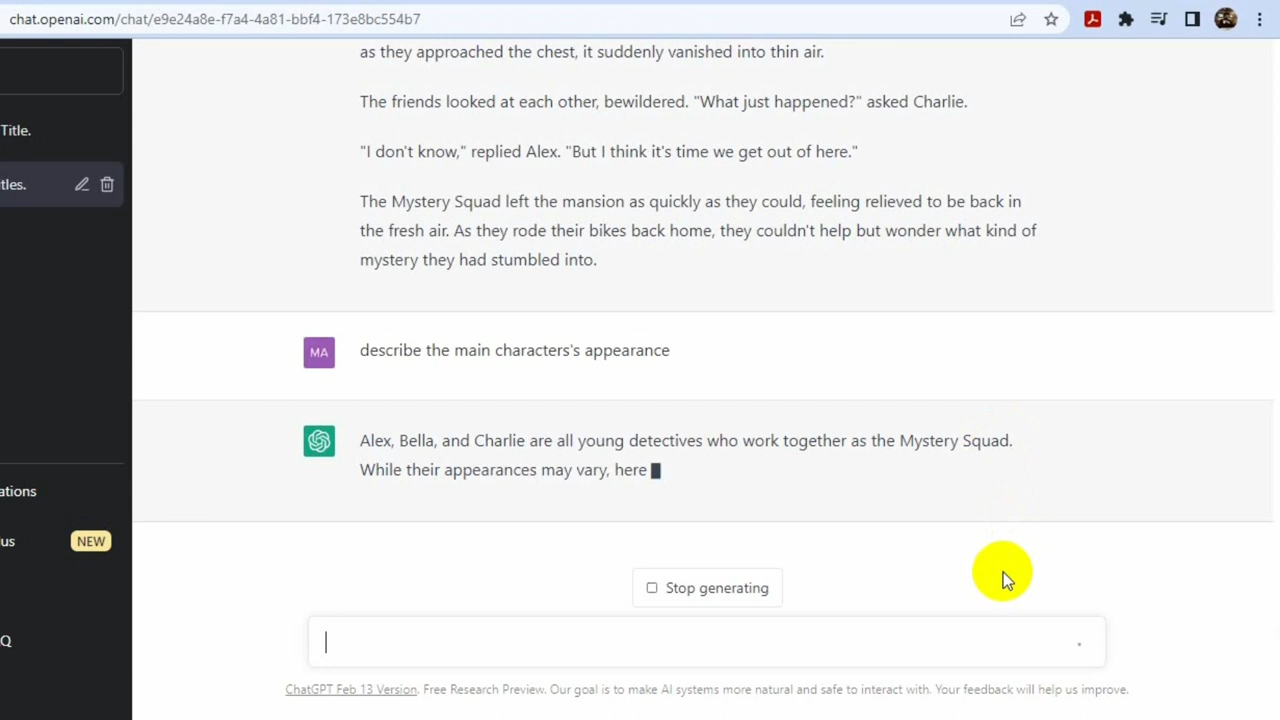 chat.openai.com/chat/e9e24a8e-f7a4-4a81-bbf4-173e8bc554b7
as they approached the chest, it suddenly vanished into thin air.
Title.
The friends looked at each other, bewildered. "What just happened?" asked Charlie.
"I don't know," replied Alex. "But I think it's time we get out of here."
tles.
The Mystery Squad left the mansion as quickly as they could, feeling relieved to be back in
the fresh air. As they rode their bikes back home, they couldn't help but wonder what kind of
mystery they had stumbled into.
MA
describe the main characters's appearance
Alex, Bella, and Charlie are all young detectives who work together as the Mystery Squad.
While their appearances may vary, here
ations
lus
NEW
Stop generating
Q
ChatGPT Feb 13 Version. Free Research Preview. Our goal is to make AI systems more natural and safe to interact with. Your feedback will help us improve.